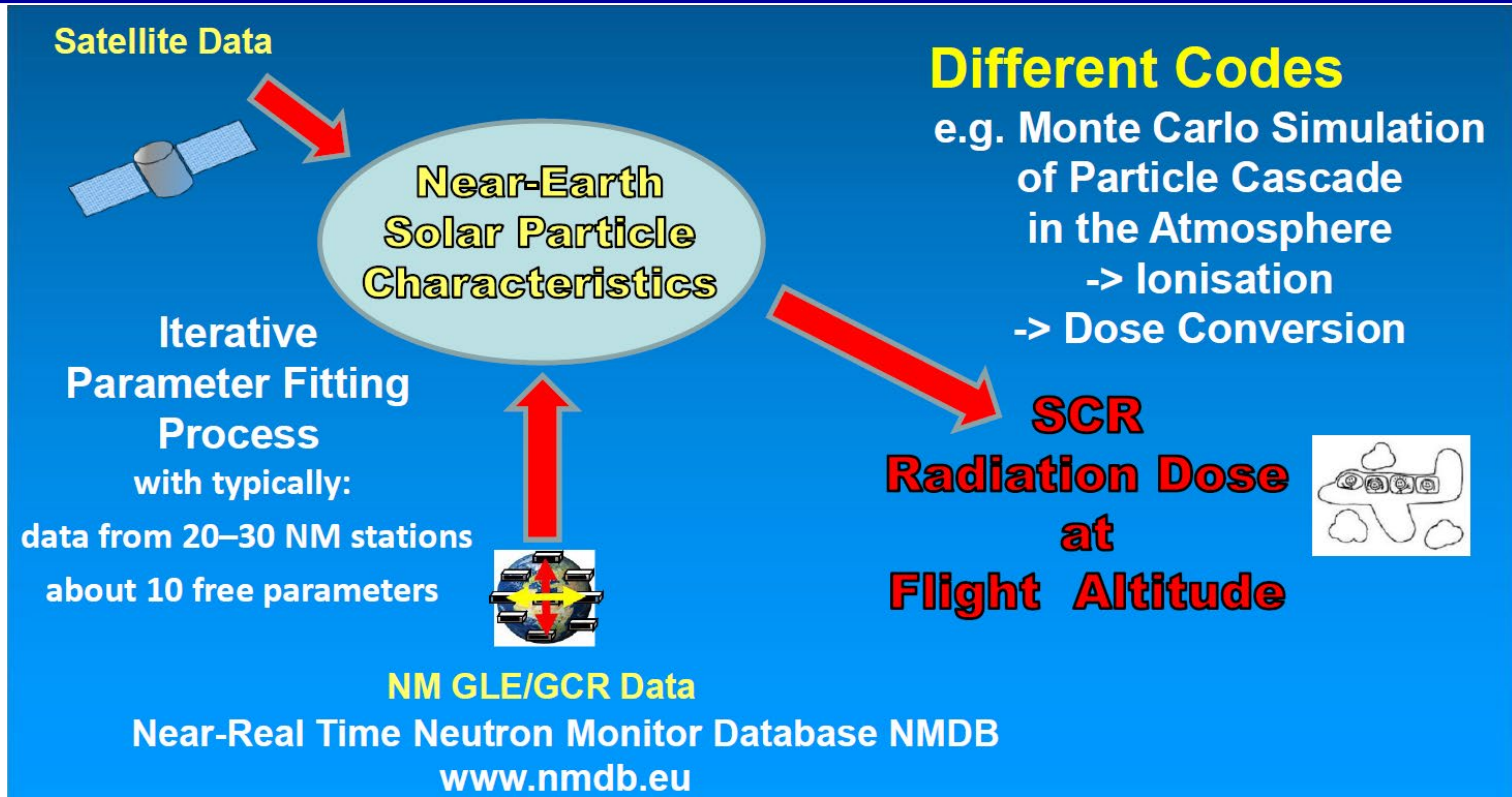 Satellite Data
Near-Earth
Solar Particle
Characteristics
Different Codes
e.g. Monte Carlo Simulation
of Particle Cascade
in the Atmosphere
-> Ionisation
-> Dose Conversion
Iterative
Parameter Fitting
Process
with typically:
data from 20–30 NM stations
about 10 free parameters
SCR
Radiation Dose
at
Flight Altitude
NM GLE/GCR Data
Near-Real Time Neutron Monitor Database NMDB
www.nmdb.eu